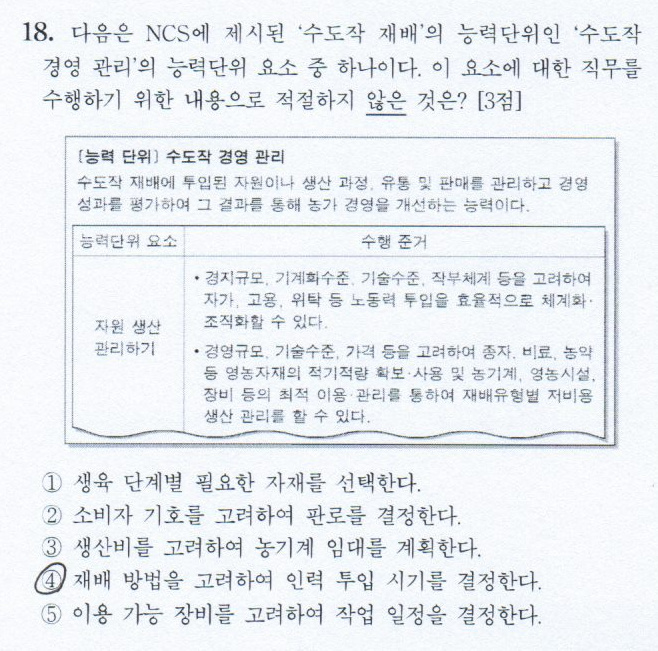 18. 다음은 NCS에 제시된 ‘수도작 재배’의 능력단위인 ‘수도작
경영 관리’의 능력단위 요소 중 하나이다. 이 요소에 대한 직무를
수행하기 위한 내용으로 적절하지 않은 것은? [3점]
[능력 단위] 수도작 경영 관리
수도작 재배에 투입된 자원이나 생산 과정, 유통 및 판매를 관리하고 경영
성과를 평가하여 그 결과를 통해 농가 경영을 개선하는 능력이다.
능력단위 요소 수행 준거
자원 생산
관리하기
• 경지규모, 기계화수준, 기술수준, 작부체계 등을 고려하여
자가, 고용, 위탁 등 노동력 투입을 효율적으로 체계화·
조직화할 수 있다.
• 경영규모, 기술수준, 가격 등을 고려하여 종자, 비료, 농약
등 영농자재의 적기적량 확보·사용 및 농기계, 영농시설,
장비 등의 최적 이용·관리를 통하여 재배유형별 저비용
생산 관리를 할 수 있다.
① 생육 단계별 필요한 자재를 선택한다.
② 소비자 기호를 고려하여 판로를 결정한다.
③ 생산비를 고려하여 농기계 임대를 계획한다.
④ 재배 방법을 고려하여 인력 투입 시기를 결정한다.
⑤ 이용 가능 장비를 고려하여 작업 일정을 결정한다.